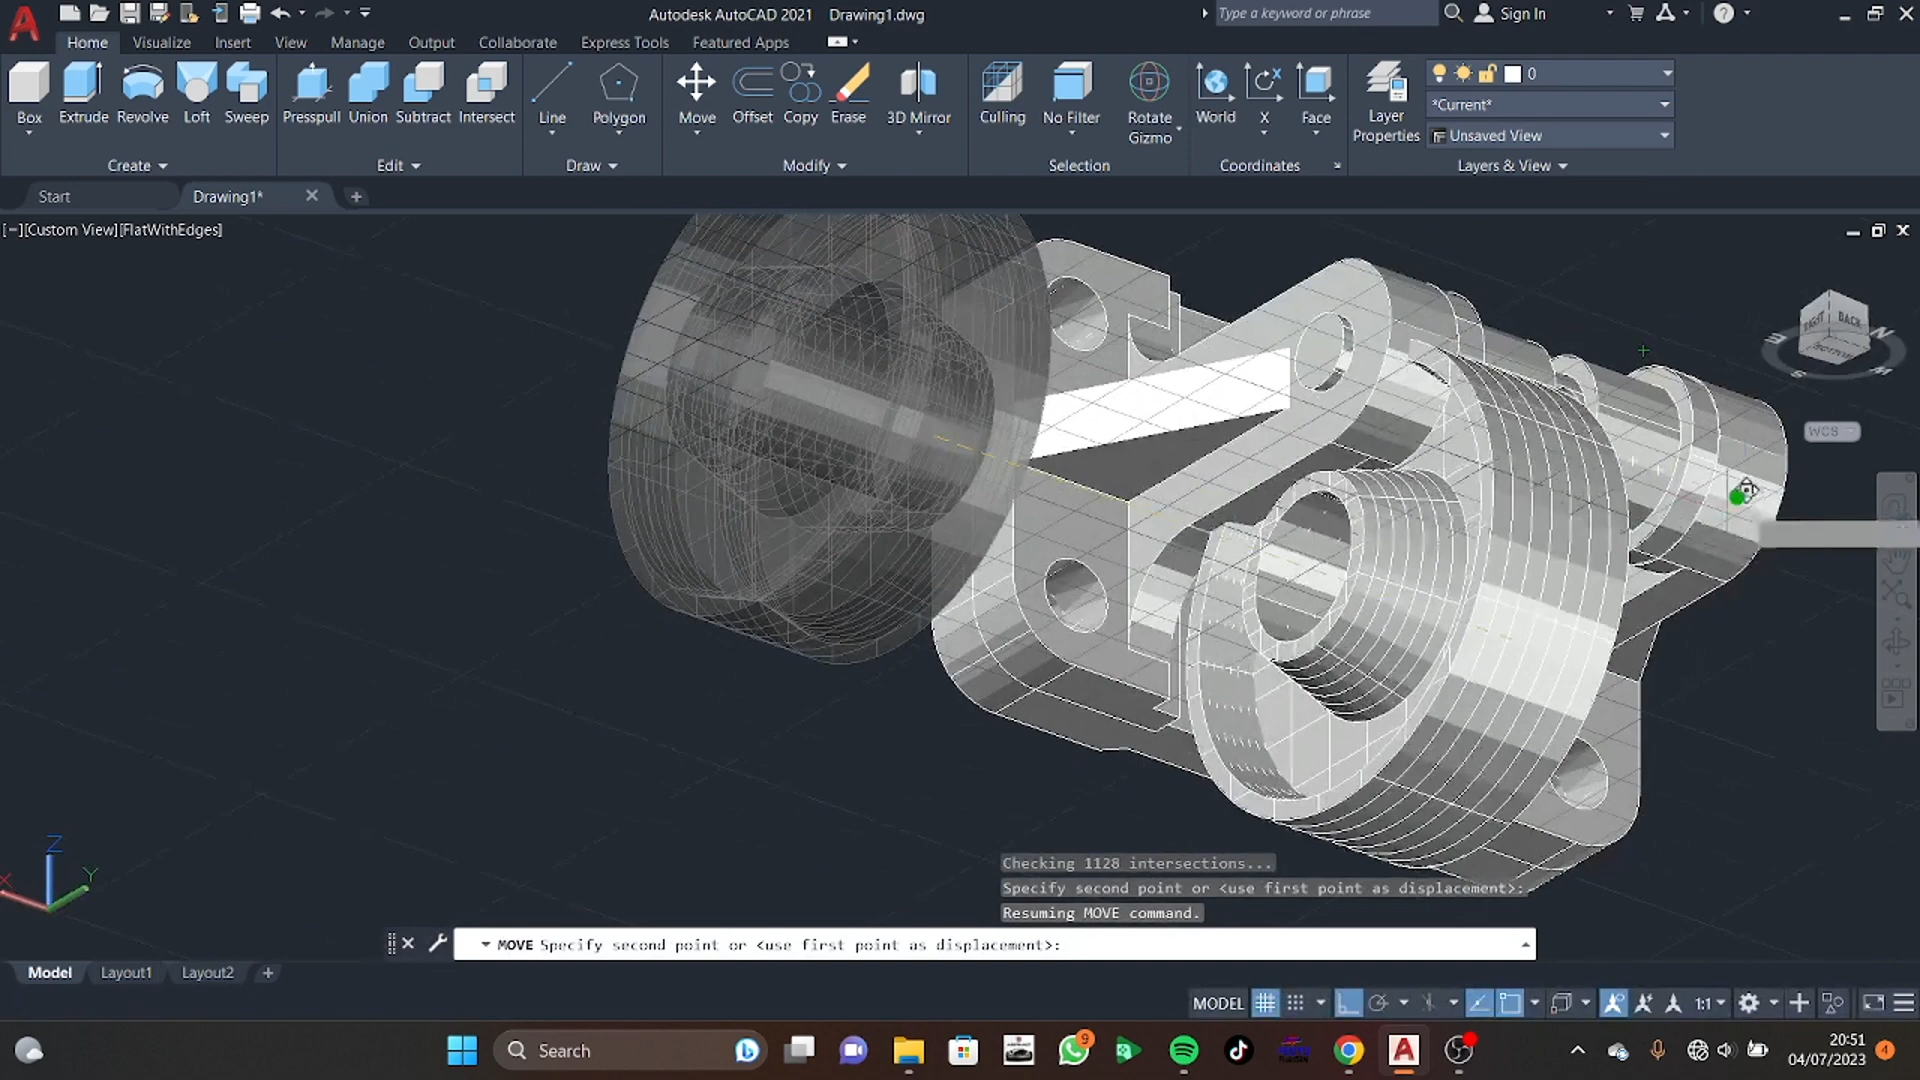 Autodesk AutoCAD 2021 Drawing1.dwg
Type a keyword or phrase
Sign In
Home Visualize Insert View Manage Output Collaborate Express Tools Featured Apps
Box Extrude Revolve Loft Sweep Presspull Union Subtract Intersect Line Polygon Move Offset Copy Erase 3D Mirror Culling No Filter Rotate Gizmo World X Face Layer Properties
0
*Current*
Unsaved View
Create Edit Draw Modify Selection Coordinates Layers & View
Start Drawing1*
[−][Custom View][FlatWithEdges]
RIGHT BACK
BOTTOM
N
S
WCS
Z
Y
X
Checking 1128 intersections...
Specify second point or <use first point as displacement>:
Resuming MOVE command.
MOVE Specify second point or <use first point as displacement>:
Model Layout1 Layout2
MODEL 1:1
Search
9
20:51
04/07/2023
4